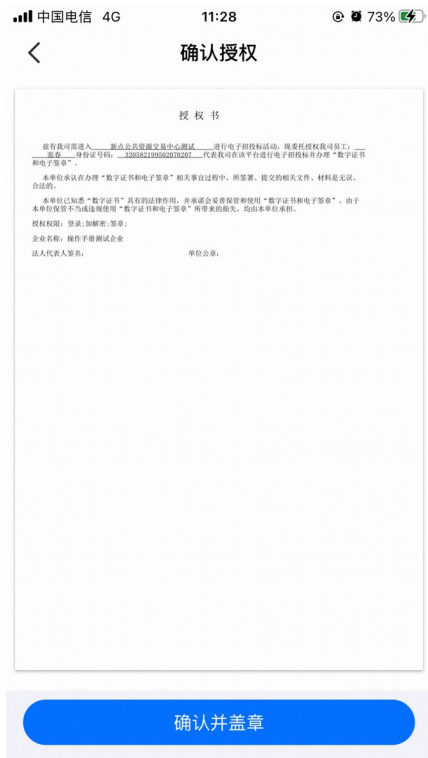 中国电信 4G 11:28 73%
确认授权
授 权 书
兹有我司需进入 新点公共资源交易中心测试 进行电子招投标活动，现委托授权我司员工：
张春 身份证号码： 320582199502070207 代表我司在该平台进行电子招投标并办理“数字证书
和电子签章”。
本单位承认在办理“数字证书和电子签章”相关事宜过程中，所签署、提交的相关文件、材料是无误、
合法的。
本单位已知悉“数字证书”具有的法律作用，并承诺会妥善保管和使用“数字证书和电子签章”。由于
本单位保管不当或违规使用“数字证书和电子签章”所带来的损失，均由本单位承担。
授权权限：登录;加解密;签章;
企业名称：操作手册测试企业
法人代表人签名： 单位公章：
确认并盖章